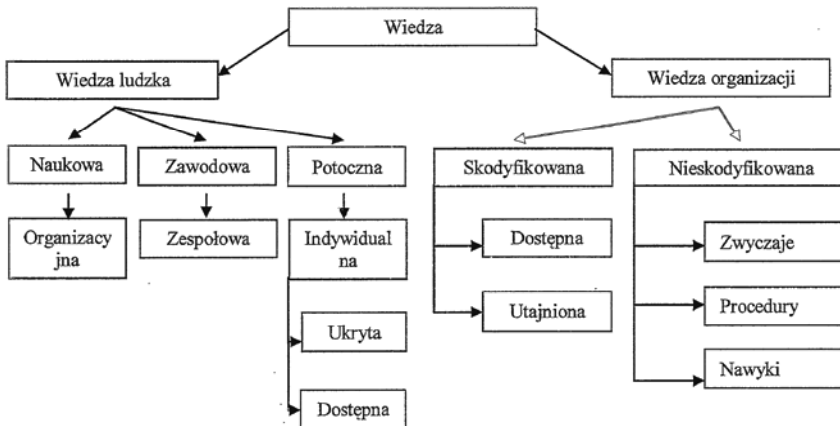 Wiedza
Wiedza ludzka
Wiedza organizacji
Naukowa
Zawodowa
Potoczna
Skodyfikowana
Nieskodyfikowana
Organizacy
jna
Zespołowa
Indywidual
na
Dostępna
Zwyczaje
Utajniona
Procedury
Ukryta
Nawyki
Dostępna